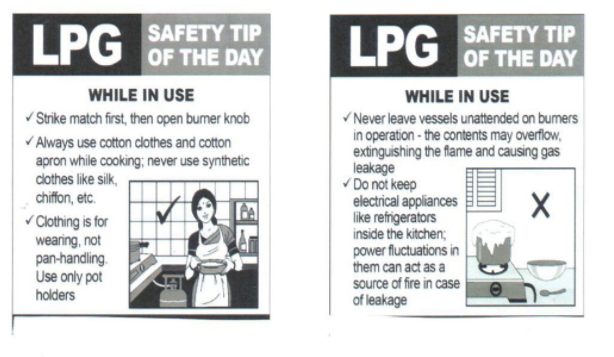 LPG
SAFETY TIP
OF THE DAY
WHILE IN USE
✓ Strike match first, then open burner knob
✓ Always use cotton clothes and cotton
apron while cooking; never use synthetic
clothes like silk,
chiffon, etc.
✓ Clothing is for
wearing, not
pan-handling.
Use only pot
holders
LPG
SAFETY TIP
OF THE DAY
WHILE IN USE
✓ Never leave vessels unattended on burners
in operation - the contents may overflow,
extinguishing the flame and causing gas
leakage
✓ Do not keep
electrical appliances
like refrigerators
inside the kitchen;
power fluctuations in
them can act as a
source of fire in case
of leakage